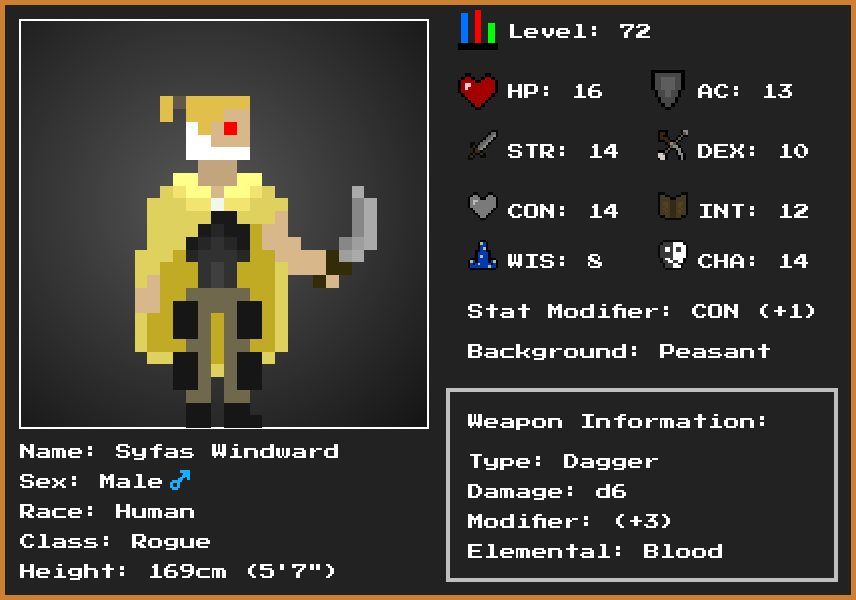 Level: 72
HP: 16 AC: 13
STR: 14 DEX: 10
CON: 14 INT: 12
WIS: 8 CHA: 14
Stat Modifier: CON (+1)
Background: Peasant
Weapon Information:
Type: Dagger
Damage: d6
Modifier: (+3)
Elemental: Blood
Name: Syfas Windward
Sex: Male♂
Race: Human
Class: Rogue
Height: 169cm (5'7")